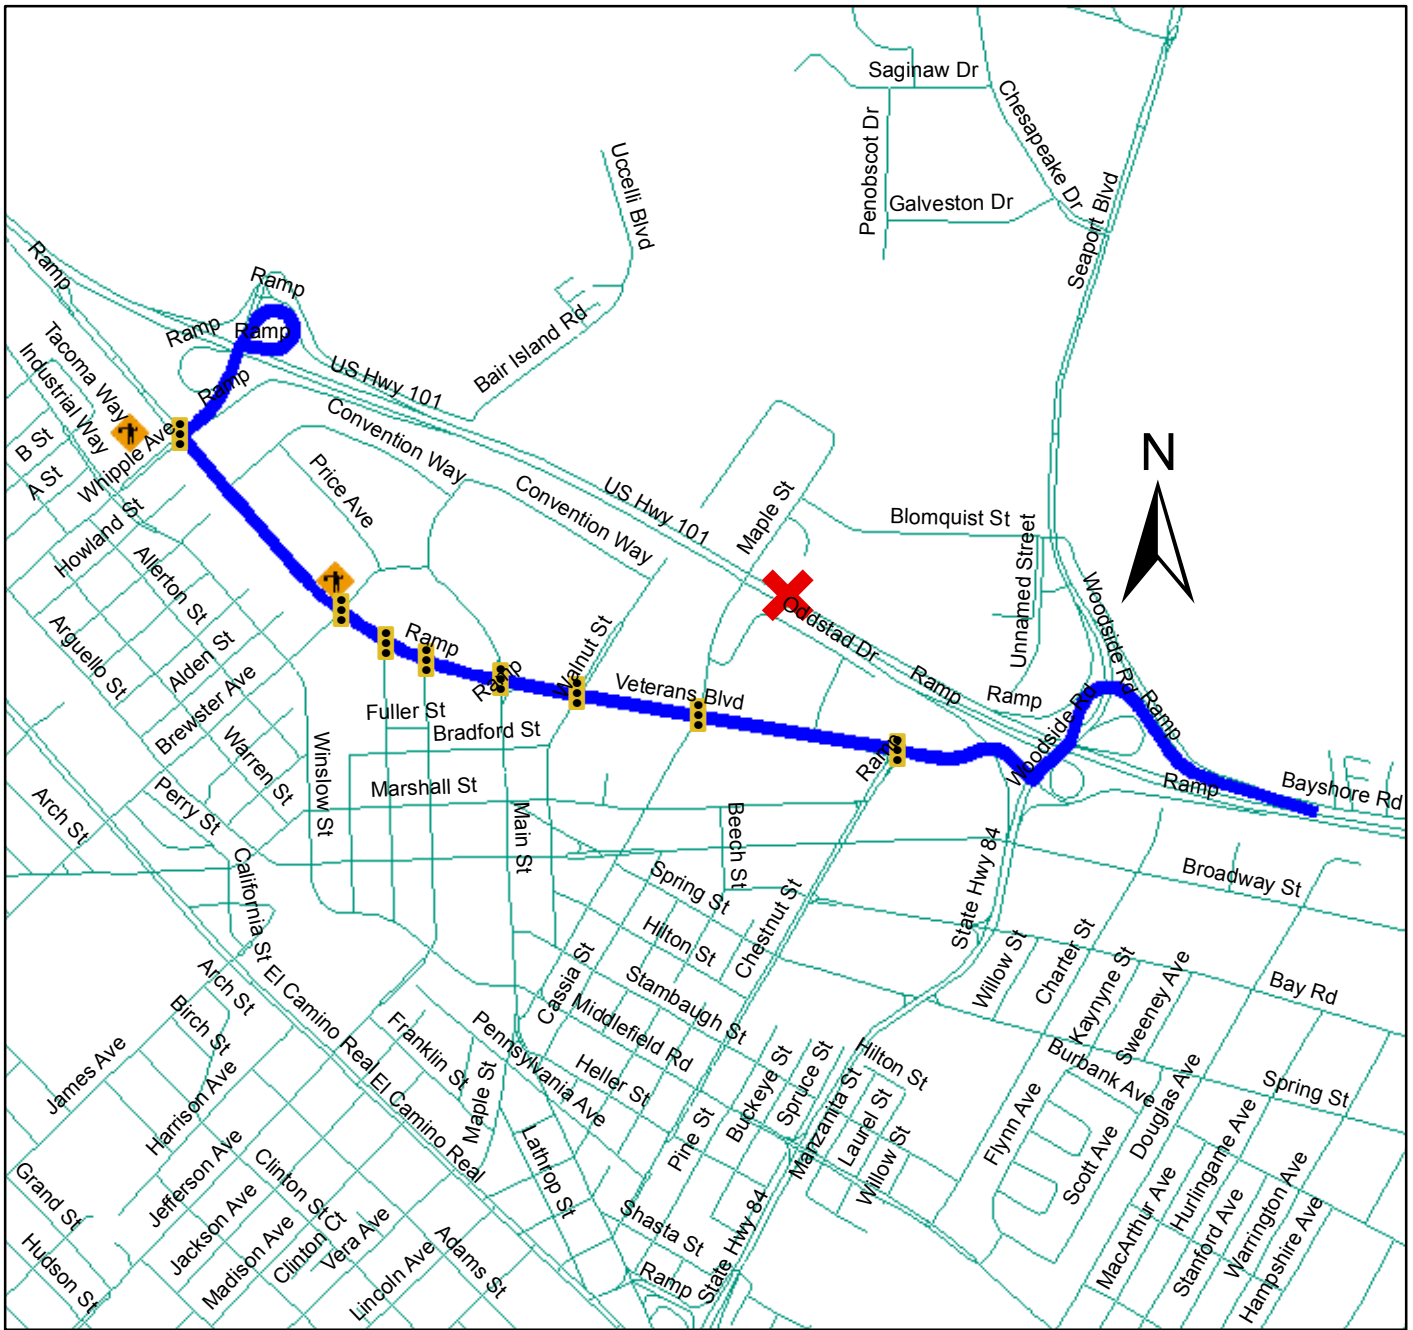 Saginaw Dr
Chesapeake Dr
Penobscot Dr
Galveston Dr
Seaport Blvd
Uccelli Blvd
Ramp
Ramp
Ramp
Ramp
Ramp
Bair Island Rd
US Hwy 101
Tacoma Way
Industrial Way
B St
A St
Whipple Ave
Convention Way
Price Ave
US Hwy 101
Convention Way
Maple St
Blomquist St
Unnamed Street
N
Howland St
Allerton St
Arguello St
Alden St
Brewster Ave
Ramp
Ramp
Walnut St
Veterans Blvd
Oddstad Dr
Ramp
Ramp
Woodside Rd
Woodside Rd
Ramp
Ramp
Ramp
Bayshore Rd
Fuller St
Bradford St
Warren St
Winslow St
Marshall St
Main St
Beech St
Perry St
Arch St
California St
Spring St
Hilton St
Chestnut St
State Hwy 84
Broadway St
Willow St
Charter St
Kaynyne St
Sweeney Ave
Bay Rd
Arch St
El Camino Real
Birch St
Cassia St
Stambaugh St
Middlefield Rd
James Ave
Harrison Ave
Franklin St
Pennsylvania Ave
Heller St
Maple St
El Camino Real
Buckeye St
Spruce St
Hilton St
Manzanita St
Laurel St
Willow St
Pine St
Burbank Ave
Spring St
Flynn Ave
Scott Ave
Douglas Ave
Hurlingame Ave
MacArthur Ave
Stanford Ave
Warrington Ave
Hampshire Ave
Grand St
Hudson St
Jefferson Ave
Jackson Ave
Madison Ave
Clinton St
Clinton Ct
Vera Ave
Lincoln Ave
Adams St
Lathrop St
Shasta St
Ramp
State Hwy 84